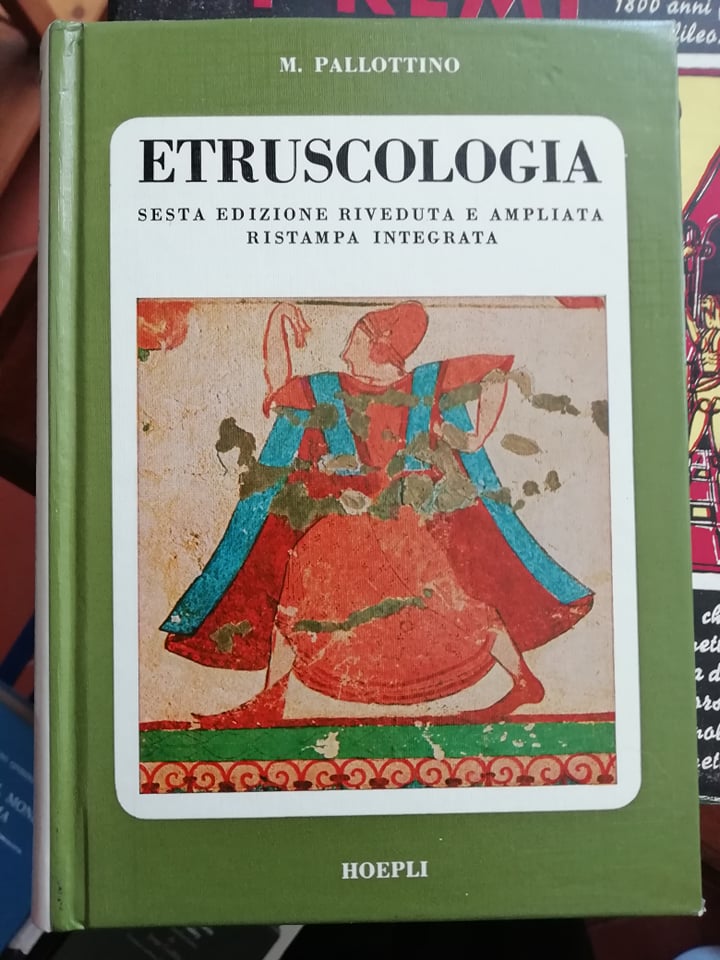 M. PALLOTTINO
ETRUSCOLOGIA
SESTA EDIZIONE RIVEDUTA E AMPLIATA
RISTAMPA INTEGRATA
HOEPLI
1800 anni